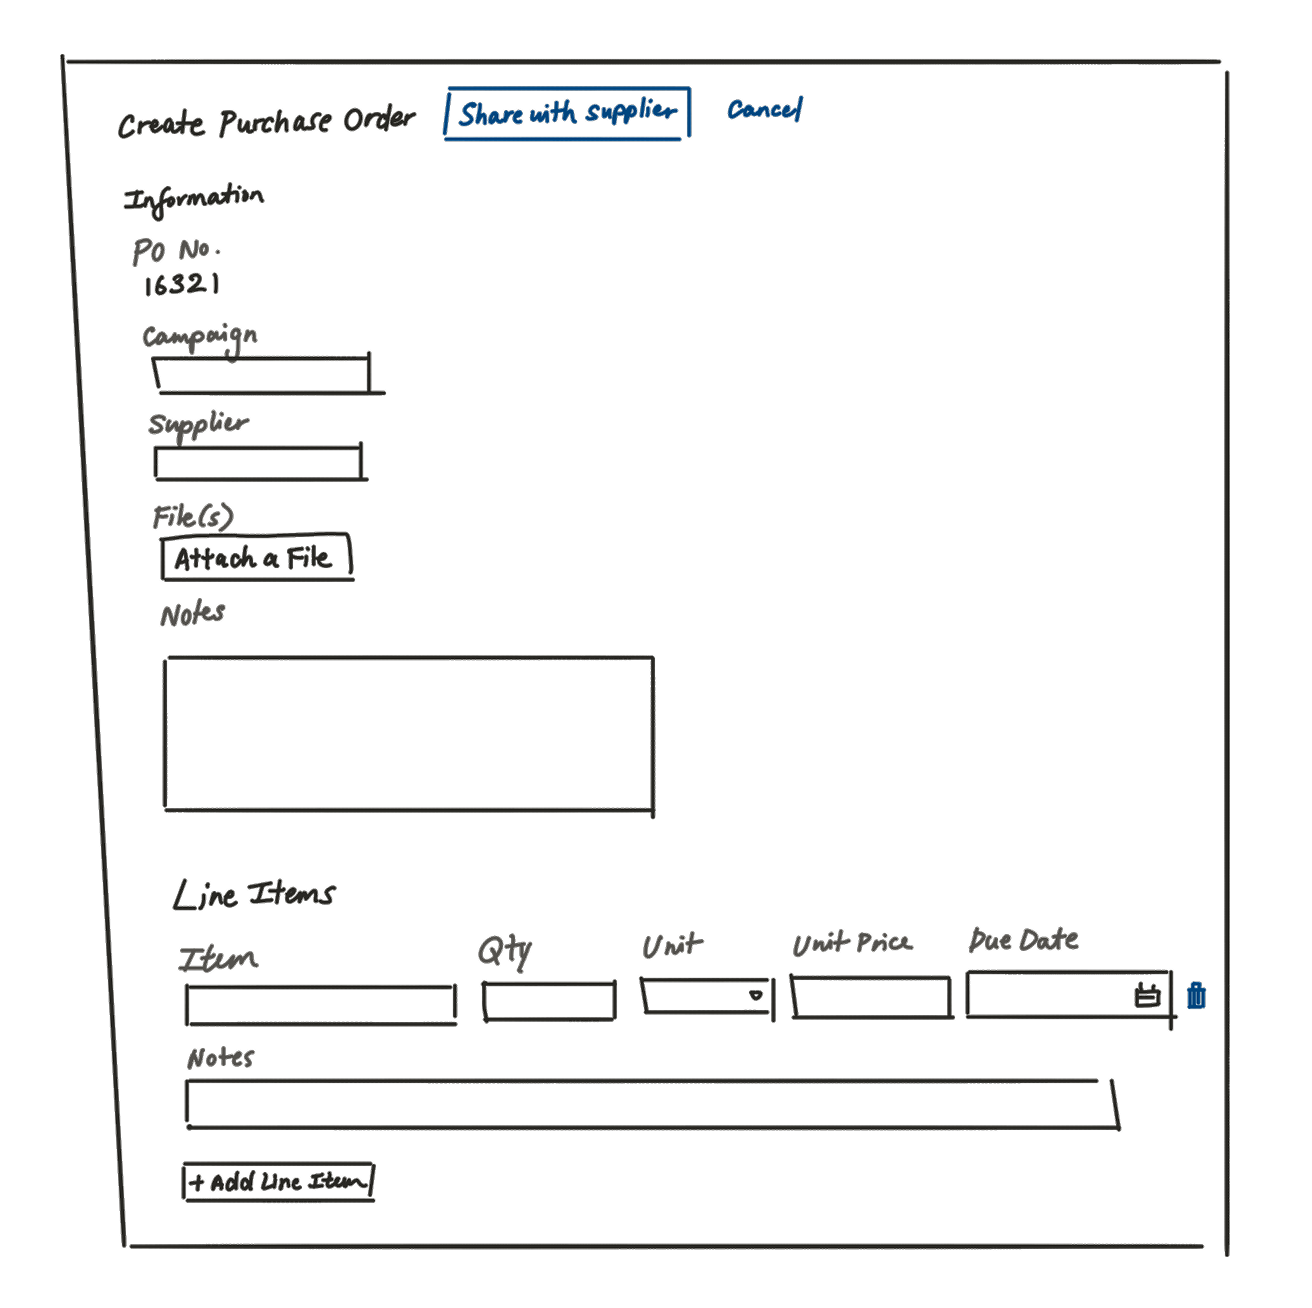 Create Purchase Order Share with supplier Cancel
Information
PO No.
16321
Campaign
Supplier
File(s)
Attach a File
Notes
Line Items
Item Qty Unit Unit Price Due Date
Notes
+ Add Line Item